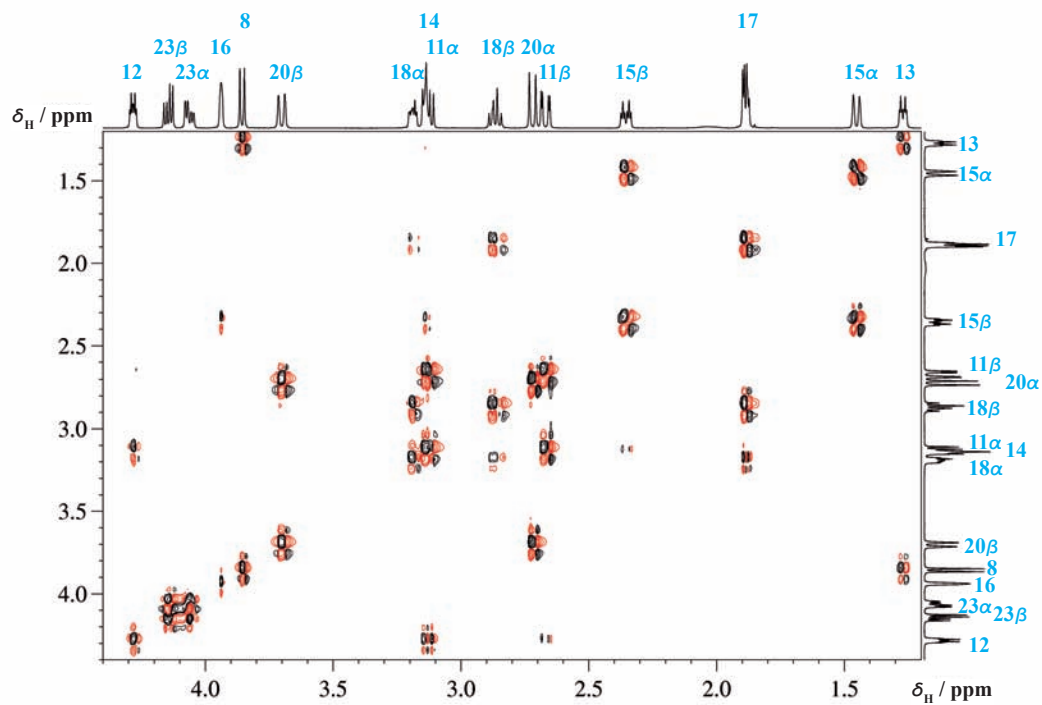 8 14 17
23β 16 11α 18β 20α
12 23α 20β 18α 11β 15β 15α 13
δH / ppm
13
15α
1.5
17
2.0
15β
2.5
11β
20α
18β
3.0
11α 14
18α
3.5
20β
8
16
4.0
23α 23β
12
4.0 3.5 3.0 2.5 2.0 1.5 δH / ppm